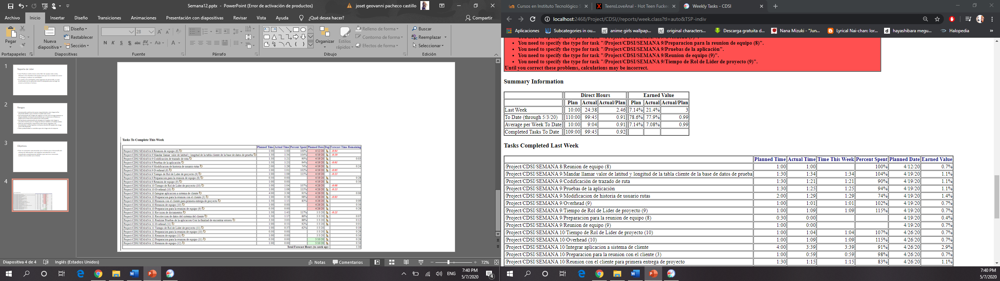 Semana12.pptx - PowerPoint (Error de activación de productos)
joset geovanni pacheco castillo
Archivo Inicio Insertar Diseño Transiciones Animaciones Presentación con diapositivas Revisar Vista Ayuda ¿Qué desea hacer? Compartir
Pegar
Portapapeles
Nueva diapositiva
Diseño
Restablecer
Sección
Diapositivas
28
N K S S abc AV Aa A
Fuente
Párrafo
Organizar
Estilos rápidos
Relleno de forma
Contorno de forma
Efectos de forma
Dibujo
Buscar
Reemplazar
Seleccionar
Edición
1
Reporte de Líder
2
Riesgos
3
Objetivos
4
Tasks To Complete This Week
Planned Time Actual Time Percent Spent Planned Date Dep Forecast Time Remaining
Project CDSI SEMANA 8 Reunion de equipo (8) 1:00 1:00 100% 4/12/20 -0:04
Project CDSI SEMANA 9 Mandar llamar valor de latitud y longitud de la tabla cliente de la base de datos de prueba 1:30 1:34 104% 4/19/20 -0:10
Project CDSI SEMANA 9 Codificación de trazado de ruta 1:30 1:21 90% 4/19/20 0:03
Project CDSI SEMANA 9 Pruebas de la aplicación 1:30 1:25 94% 4/19/20 -0:01
Project CDSI SEMANA 9 Modificacion de historia de usuario rutas 2:00 1:29 74% 4/19/20 0:24
Project CDSI SEMANA 9 Overhead (9) 1:00 1:01 102% 4/19/20 -0:05
Project CDSI SEMANA 9 Tiempo de Rol de Lider de proyecto (9) 1:00 1:09 115% 4/19/20 -0:13
Project CDSI SEMANA 9 Preparacion para la reunion de equipo (8) 0:30 0:00 4/19/20 0:28
Project CDSI SEMANA 9 Reunion de equipo (9) 1:00 0:00 4/19/20 0:56
Project CDSI SEMANA 10 Tiempo de Rol de Lider de proyecto (10) 1:00 1:04 107% 4/26/20 -0:08
Project CDSI SEMANA 10 Overhead (10) 1:00 1:09 115% 4/26/20 -0:13
Project CDSI SEMANA 10 Integrar aplicacion a sistema de cliente 4:00 3:39 91% 4/26/20 0:06
Project CDSI SEMANA 10 Preparacion para la reunion con el cliente (3) 1:00 0:59 98% 4/26/20 -0:03
Project CDSI SEMANA 10 Reunion con el cliente para primera entrega de proyecto 1:30 1:15 83% 4/26/20 0:09
Project CDSI SEMANA 10 Reunion de equipo (10) 1:00 0:00 4/26/20 0:56
Project CDSI SEMANA 10 Preparacion para la reunion de equipo (9) 0:30 0:00 4/26/20 0:28
Project CDSI SEMANA 11 Revision de documentos 1:30 1:45 117% 5/3/20 -0:21
Project CDSI SEMANA 11 Recoleccion de datos del sistema del cliente 1:30 1:17 86% 5/3/20 0:07
Project CDSI SEMANA 11 Realizar Pruebas de la aplicacion Con la finaliad de encontrar errores 3:30 3:05 88% 5/3/20 0:12
Project CDSI SEMANA 11 Overhead (11) 1:00 0:55 92% 5/3/20 0:01
Project CDSI SEMANA 11 Tiempo de Rol de Lider de proyecto (11) 1:00 0:37 62% 5/3/20 0:19
Project CDSI SEMANA 11 Preparacion para la reunion de equipo (10) 0:30 0:00 5/3/20 0:28
Project CDSI SEMANA 11 Reunion de equipo (11) 1:00 0:00 5/3/20 0:56
Project CDSI SEMANA 12 Preparacion para la reunion de equipo (11) 0:30 0:00 5/10/20 0:28
Project CDSI SEMANA 12 Reunion de equipo (12) 1:00 0:00 5/10/20 0:56
Total Forecast Hours (to catch up): 5:36
Diapositiva 4 de 4 Inglés (Estados Unidos) Notas Comentarios 72%
ENG 7:40 PM 5/7/2020 4
Cursos en Instituto Tecnológico S
TeensLoveAnal - Hot Teen Fucke
Weekly Tasks - CDSI
localhost:2468/Project/CDSI//reports/week.class?tl=auto&TSP-indiv
Aplicaciones Subcategories in ou... anime girls wallpap... original characters... Descarga gratuita d... Nana Mizuki - "Jun... Lyrical Nai-chan: lor... hayashibara megu... Halopedia »
You need to specify the type for task "/Project/CDSI/SEMANA 9/Overhead (9)".
You need to specify the type for task "/Project/CDSI/SEMANA 9/Preparacion para la reunion de equipo (8)".
You need to specify the type for task "/Project/CDSI/SEMANA 9/Pruebas de la aplicación".
You need to specify the type for task "/Project/CDSI/SEMANA 9/Reunion de equipo (9)".
You need to specify the type for task "/Project/CDSI/SEMANA 9/Tiempo de Rol de Lider de proyecto (9)".
Until you correct these problems, calculations may be incorrect.
Summary Information
Direct Hours Earned Value
Plan Actual Actual/Plan Plan Actual Actual/Plan
Last Week 10:00 24:38 2.46 7.14% 21.4% 3
To Date (through 5/3/20) 110:00 99:45 0.91 78.6% 77.9% 0.99
Average per Week To Date 10:00 9:04 0.91 7.14% 7.08% 0.99
Completed Tasks To Date 109:00 99:45 0.92
Tasks Completed Last Week
Planned Time Actual Time Time This Week Percent Spent Planned Date Earned Value
/Project/CDSI/SEMANA 8/Reunion de equipo (8) 1:00 1:00 100% 4/12/20 0.7%
/Project/CDSI/SEMANA 9/Mandar llamar valor de latitud y longitud de la tabla cliente de la base de datos de prueba 1:30 1:34 1:34 104% 4/19/20 1.1%
/Project/CDSI/SEMANA 9/Codificación de trazado de ruta 1:30 1:21 1:21 90% 4/19/20 1.1%
/Project/CDSI/SEMANA 9/Pruebas de la aplicación 1:30 1:25 1:25 94% 4/19/20 1.1%
/Project/CDSI/SEMANA 9/Modificacion de historia de usuario rutas 2:00 1:29 1:29 74% 4/19/20 1.4%
/Project/CDSI/SEMANA 9/Overhead (9) 1:00 1:01 1:01 102% 4/19/20 0.7%
/Project/CDSI/SEMANA 9/Tiempo de Rol de Lider de proyecto (9) 1:00 1:09 1:09 115% 4/19/20 0.7%
/Project/CDSI/SEMANA 9/Preparacion para la reunion de equipo (8) 0:30 0:00 4/19/20 0.4%
/Project/CDSI/SEMANA 9/Reunion de equipo (9) 1:00 0:00 4/19/20 0.7%
/Project/CDSI/SEMANA 10/Tiempo de Rol de Lider de proyecto (10) 1:00 1:04 1:04 107% 4/26/20 0.7%
/Project/CDSI/SEMANA 10/Overhead (10) 1:00 1:09 1:09 115% 4/26/20 0.7%
/Project/CDSI/SEMANA 10/Integrar aplicacion a sistema de cliente 4:00 3:39 3:39 91% 4/26/20 2.9%
/Project/CDSI/SEMANA 10/Preparacion para la reunion con el cliente (3) 1:00 0:59 0:59 98% 4/26/20 0.7%
/Project/CDSI/SEMANA 10/Reunion con el cliente para primera entrega de proyecto 1:30 1:15 1:15 83% 4/26/20 1.1%
7:40 PM
5/7/2020